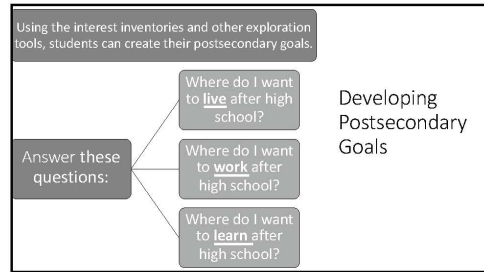 Using the interest inventories and other exploration
tools, students can create their postsecondary goals.
Answer these
questions:
Where do I want
to live after high
school?
Where do I want
to work after
high school?
Where do I want
to learn after
high school?
Developing
Postsecondary
Goals